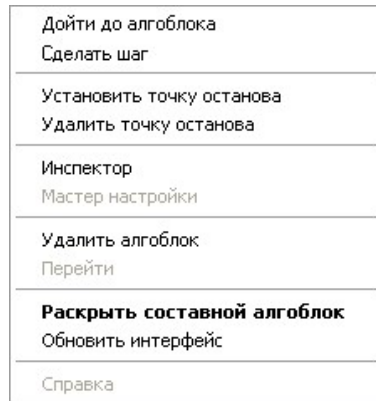 Дойти до алгоблока
Сделать шаг
Установить точку останова
Удалить точку останова
Инспектор
Мастер настройки
Удалить алгоблок
Перейти
Раскрыть составной алгоблок
Обновить интерфейс
Справка